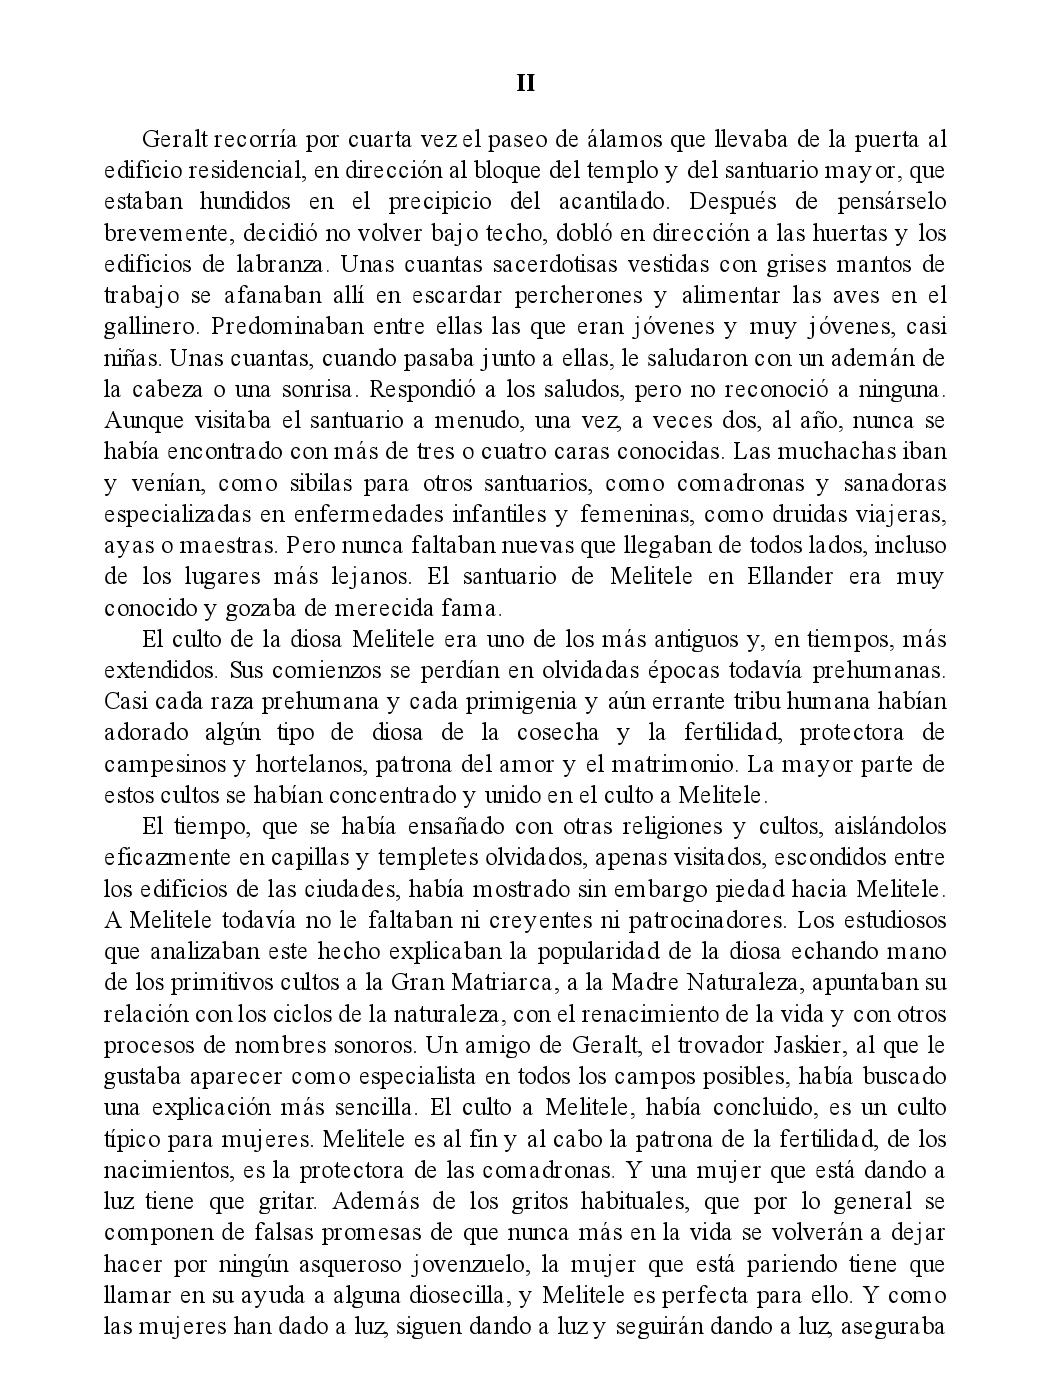 II
Geralt recorría por cuarta vez el paseo de álamos que llevaba de la puerta al
edificio residencial, en dirección al bloque del templo y del santuario mayor, que
estaban hundidos en el precipicio del acantilado. Después de pensárselo
brevemente, decidió no volver bajo techo, dobló en dirección a las huertas y los
edificios de labranza. Unas cuantas sacerdotisas vestidas con grises mantos de
trabajo se afanaban allí en escardar percherones y alimentar las aves en el
gallinero. Predominaban entre ellas las que eran jóvenes y muy jóvenes, casi
niñas. Unas cuantas, cuando pasaba junto a ellas, le saludaron con un ademán de
la cabeza o una sonrisa. Respondió a los saludos, pero no reconoció a ninguna.
Aunque visitaba el santuario a menudo, una vez, a veces dos, al año, nunca se
había encontrado con más de tres o cuatro caras conocidas. Las muchachas iban
y venían, como sibilas para otros santuarios, como comadronas y sanadoras
especializadas en enfermedades infantiles y femeninas, como druidas viajeras,
ayas o maestras. Pero nunca faltaban nuevas que llegaban de todos lados, incluso
de los lugares más lejanos. El santuario de Melitele en Ellander era muy
conocido y gozaba de merecida fama.
El culto de la diosa Melitele era uno de los más antiguos y, en tiempos, más
extendidos. Sus comienzos se perdían en olvidadas épocas todavía prehumanas.
Casi cada raza prehumana y cada primigenia y aún errante tribu humana habían
adorado algún tipo de diosa de la cosecha y la fertilidad, protectora de
campesinos y hortelanos, patrona del amor y el matrimonio. La mayor parte de
estos cultos se habían concentrado y unido en el culto a Melitele.
El tiempo, que se había ensañado con otras religiones y cultos, aislándolos
eficazmente en capillas y templetes olvidados, apenas visitados, escondidos entre
los edificios de las ciudades, había mostrado sin embargo piedad hacia Melitele.
A Melitele todavía no le faltaban ni creyentes ni patrocinadores. Los estudiosos
que analizaban este hecho explicaban la popularidad de la diosa echando mano
de los primitivos cultos a la Gran Matriarca, a la Madre Naturaleza, apuntaban su
relación con los ciclos de la naturaleza, con el renacimiento de la vida y con otros
procesos de nombres sonoros. Un amigo de Geralt, el trovador Jaskier, al que le
gustaba aparecer como especialista en todos los campos posibles, había buscado
una explicación más sencilla. El culto a Melitele, había concluido, es un culto
típico para mujeres. Melitele es al fin y al cabo la patrona de la fertilidad, de los
nacimientos, es la protectora de las comadronas. Y una mujer que está dando a
luz tiene que gritar. Además de los gritos habituales, que por lo general se
componen de falsas promesas de que nunca más en la vida se volverán a dejar
hacer por ningún asqueroso jovenzuelo, la mujer que está pariendo tiene que
llamar en su ayuda a alguna diosecilla, y Melitele es perfecta para ello. Y como
las mujeres han dado a luz, siguen dando a luz y seguirán dando a luz, aseguraba